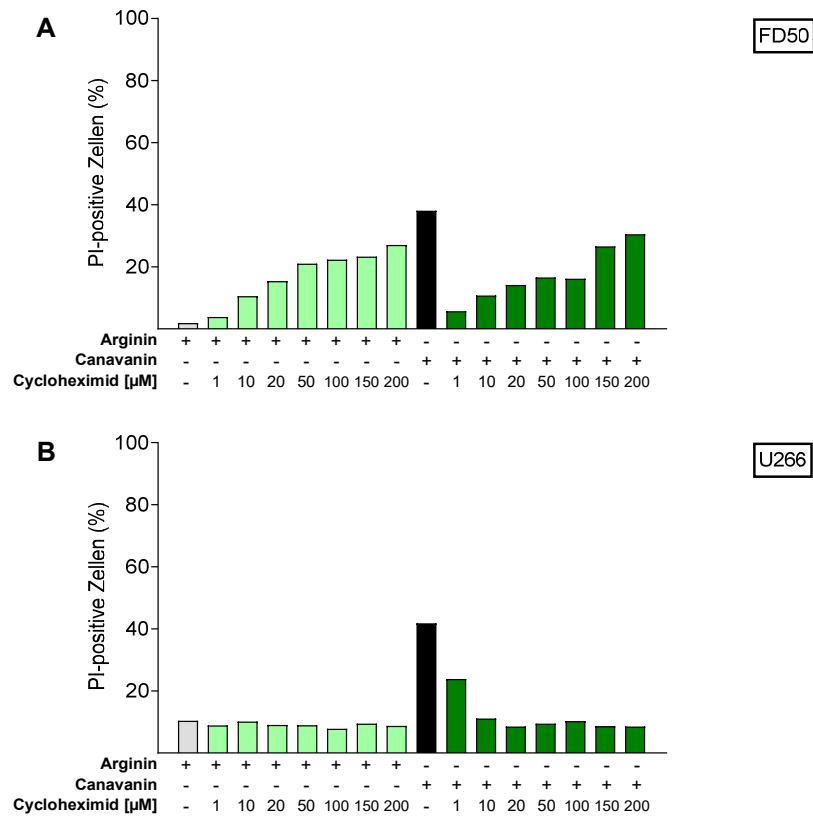 A
FD50
PI-positive Zellen (%)
100
80
60
40
20
Arginin + + + + + + + + - - - - - - - -
Canavanin - - - - - - - - + + + + + + + +
Cycloheximid [µM] - 1 10 20 50 100 150 200 - 1 10 20 50 100 150 200
B
U266
PI-positive Zellen (%)
100
80
60
40
20
Arginin + + + + + + + + - - - - - - - -
Canavanin - - - - - - - - + + + + + + + +
Cycloheximid [µM] - 1 10 20 50 100 150 200 - 1 10 20 50 100 150 200